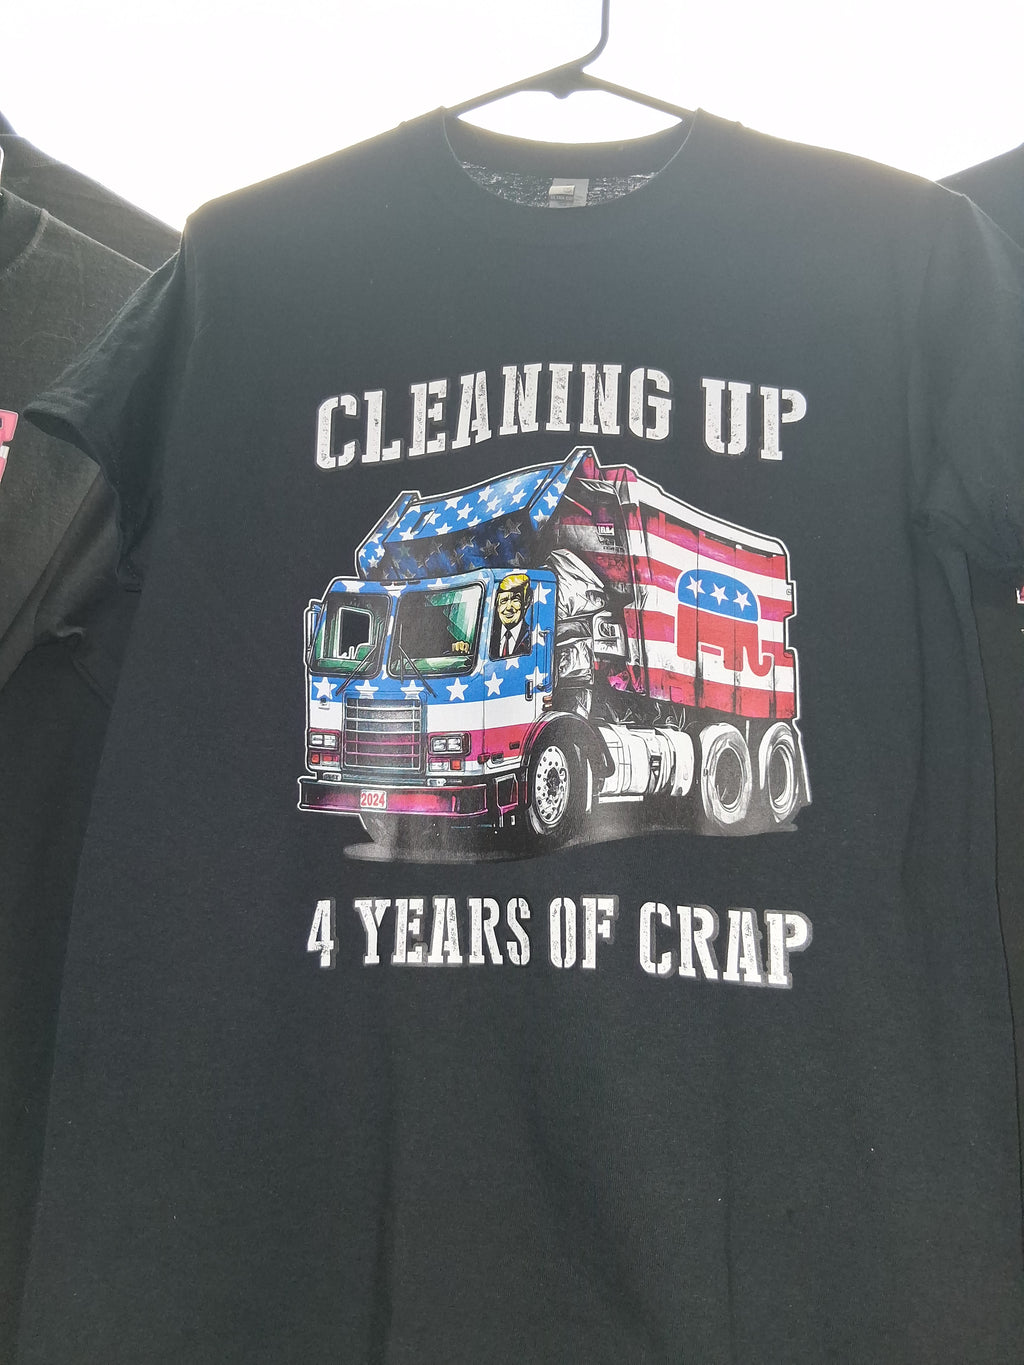 CLEANING UP
2024
4 YEARS OF CRAP